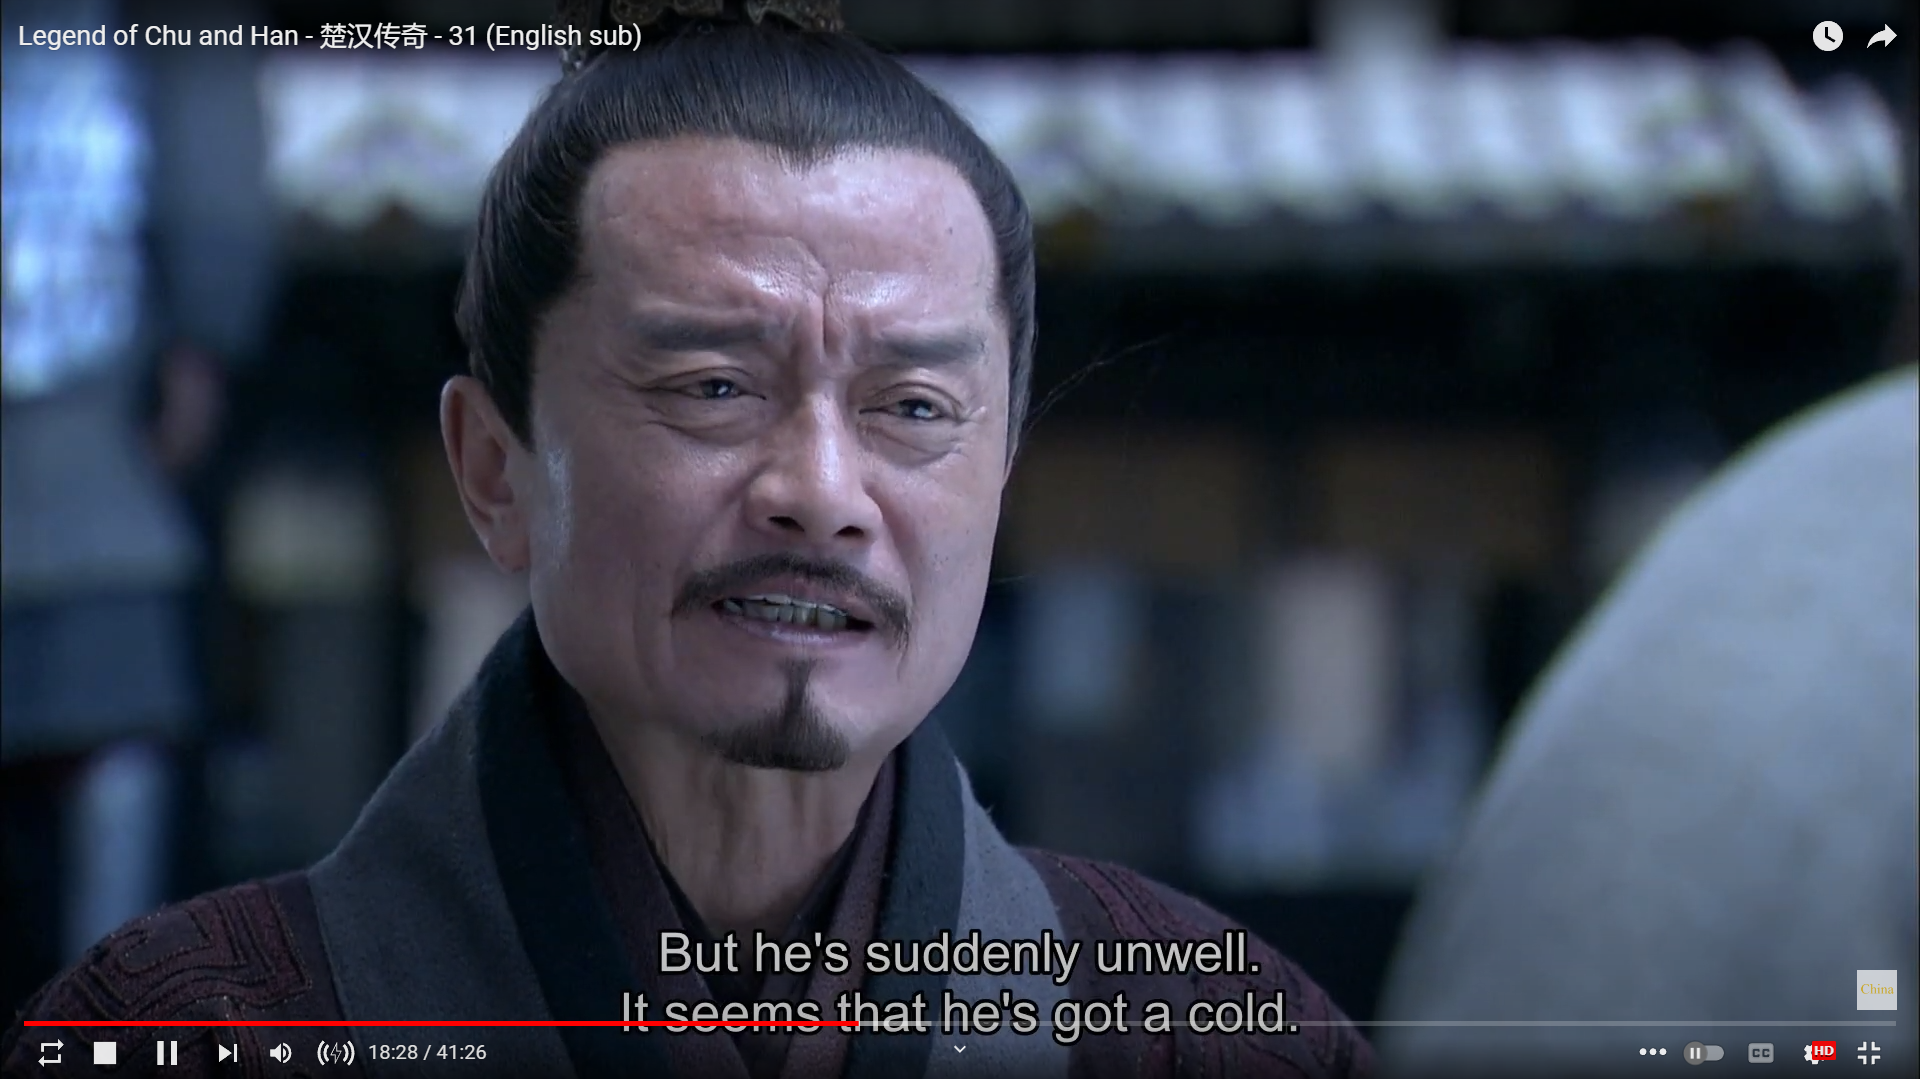 Legend of Chu and Han - 楚汉传奇 - 31 (English sub)
But he's suddenly unwell.
It seems that he's got a cold.
China
18:28 / 41:26
CC
HD